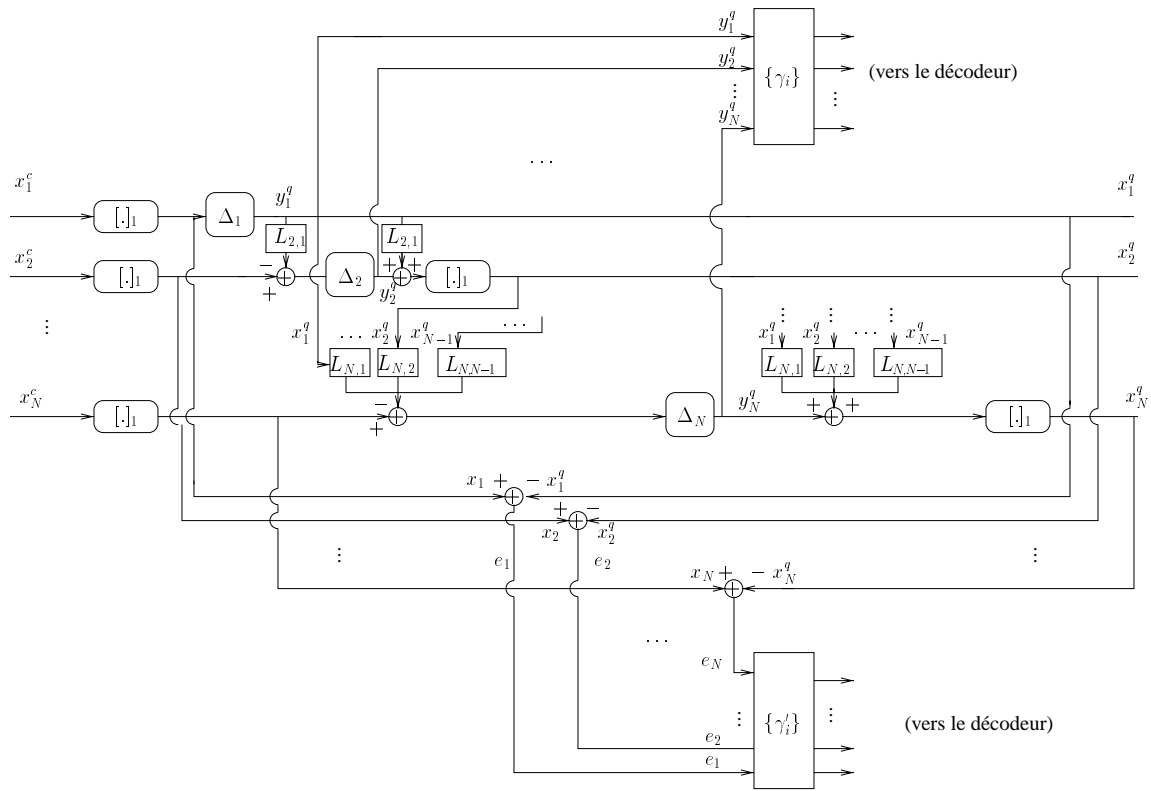 y_1^q
y_2^q
⋮
y_N^q
{γ_i}
⋮
(vers le décodeur)
. . .
x_1^c
[.]_1
Δ_1
y_1^q
x_1^q
L_{2,1}
L_{2,1}
x_2^c
[.]_1
−
+
+
Δ_2
y_2^q
+ +
+
[.]_1
x_2^q
⋮
x_1^q
. . .
x_2^q
x_{N−1}^q
. . .
L_{N,1}
L_{N,2}
L_{N,N−1}
⋮ ⋮ ⋮
x_1^q
x_2^q
. . .
x_{N−1}^q
L_{N,1}
L_{N,2}
L_{N,N−1}
x_N^c
[.]_1
−
+
+
Δ_N
y_N^q
+ +
+
[.]_1
x_N^q
x_1 + − x_1^q
+
+ −
+
x_2 x_2^q
⋮
e_1
e_2
⋮
x_N + − x_N^q
+
. . .
e_N
⋮
{γ′_i}
⋮
(vers le décodeur)
e_2
e_1